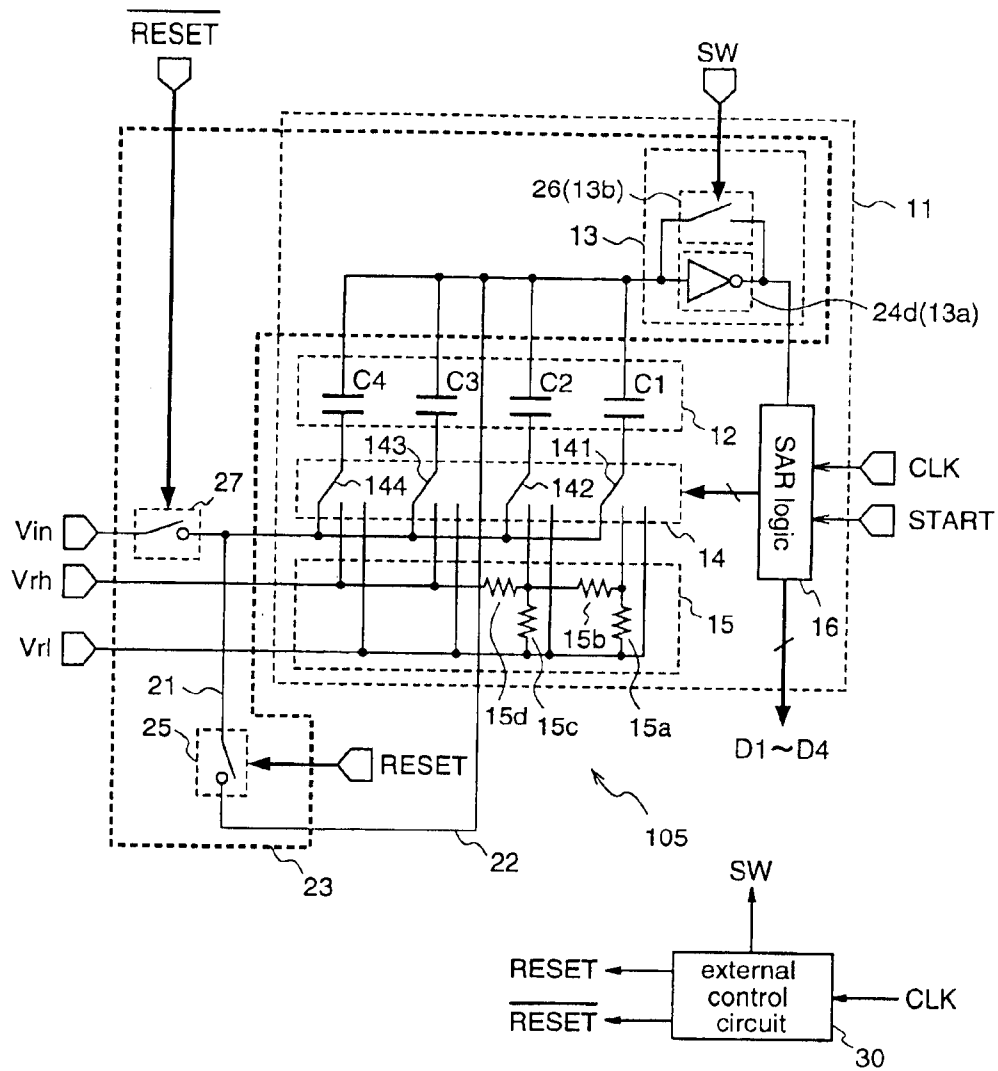 RESET
SW
26(13b)
11
13
24d(13a)
C4
C3
C2
C1
12
143
141
144
142
SAR logic
CLK
START
27
Vin
14
Vrh
15
15b
16
Vrl
21
15d
15c
15a
D1~D4
25
RESET
22
105
23
SW
RESET
external
control
circuit
CLK
RESET
30